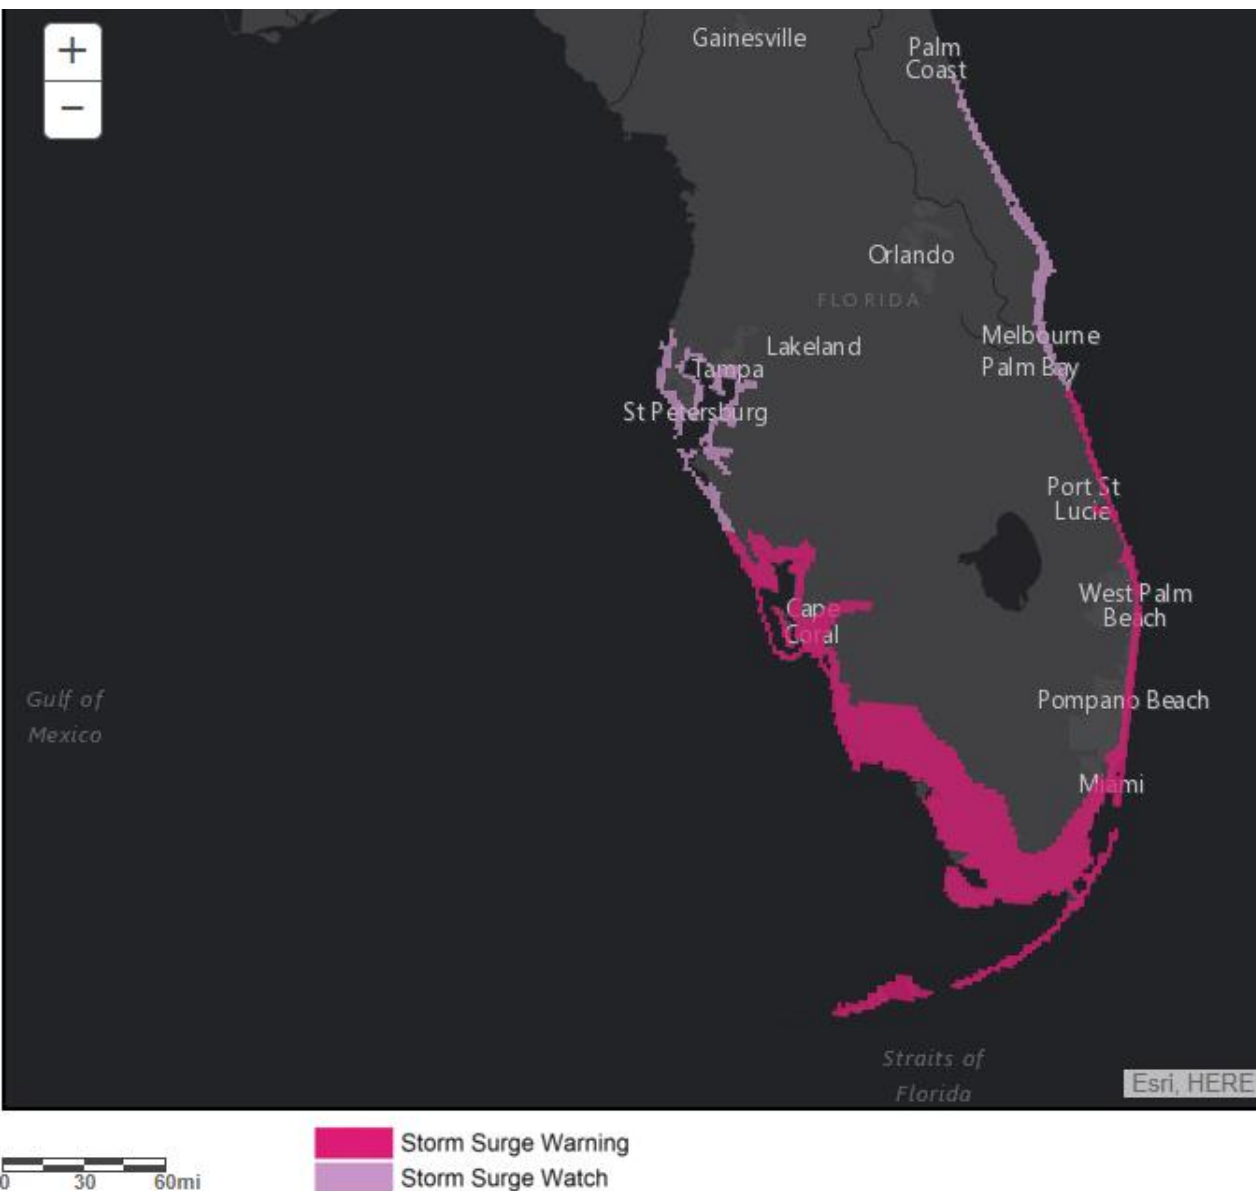 +
−
Gainesville
Palm
Coast
Orlando
FLORIDA
Melbourne
Lakeland
Palm Bay
Tampa
St Petersburg
Port St
Lucie
West Palm
Beach
Cape
Coral
Gulf of
Mexico
Pompano Beach
Miami
Straits of
Florida
Esri, HERE
Storm Surge Warning
Storm Surge Watch
0 30 60mi